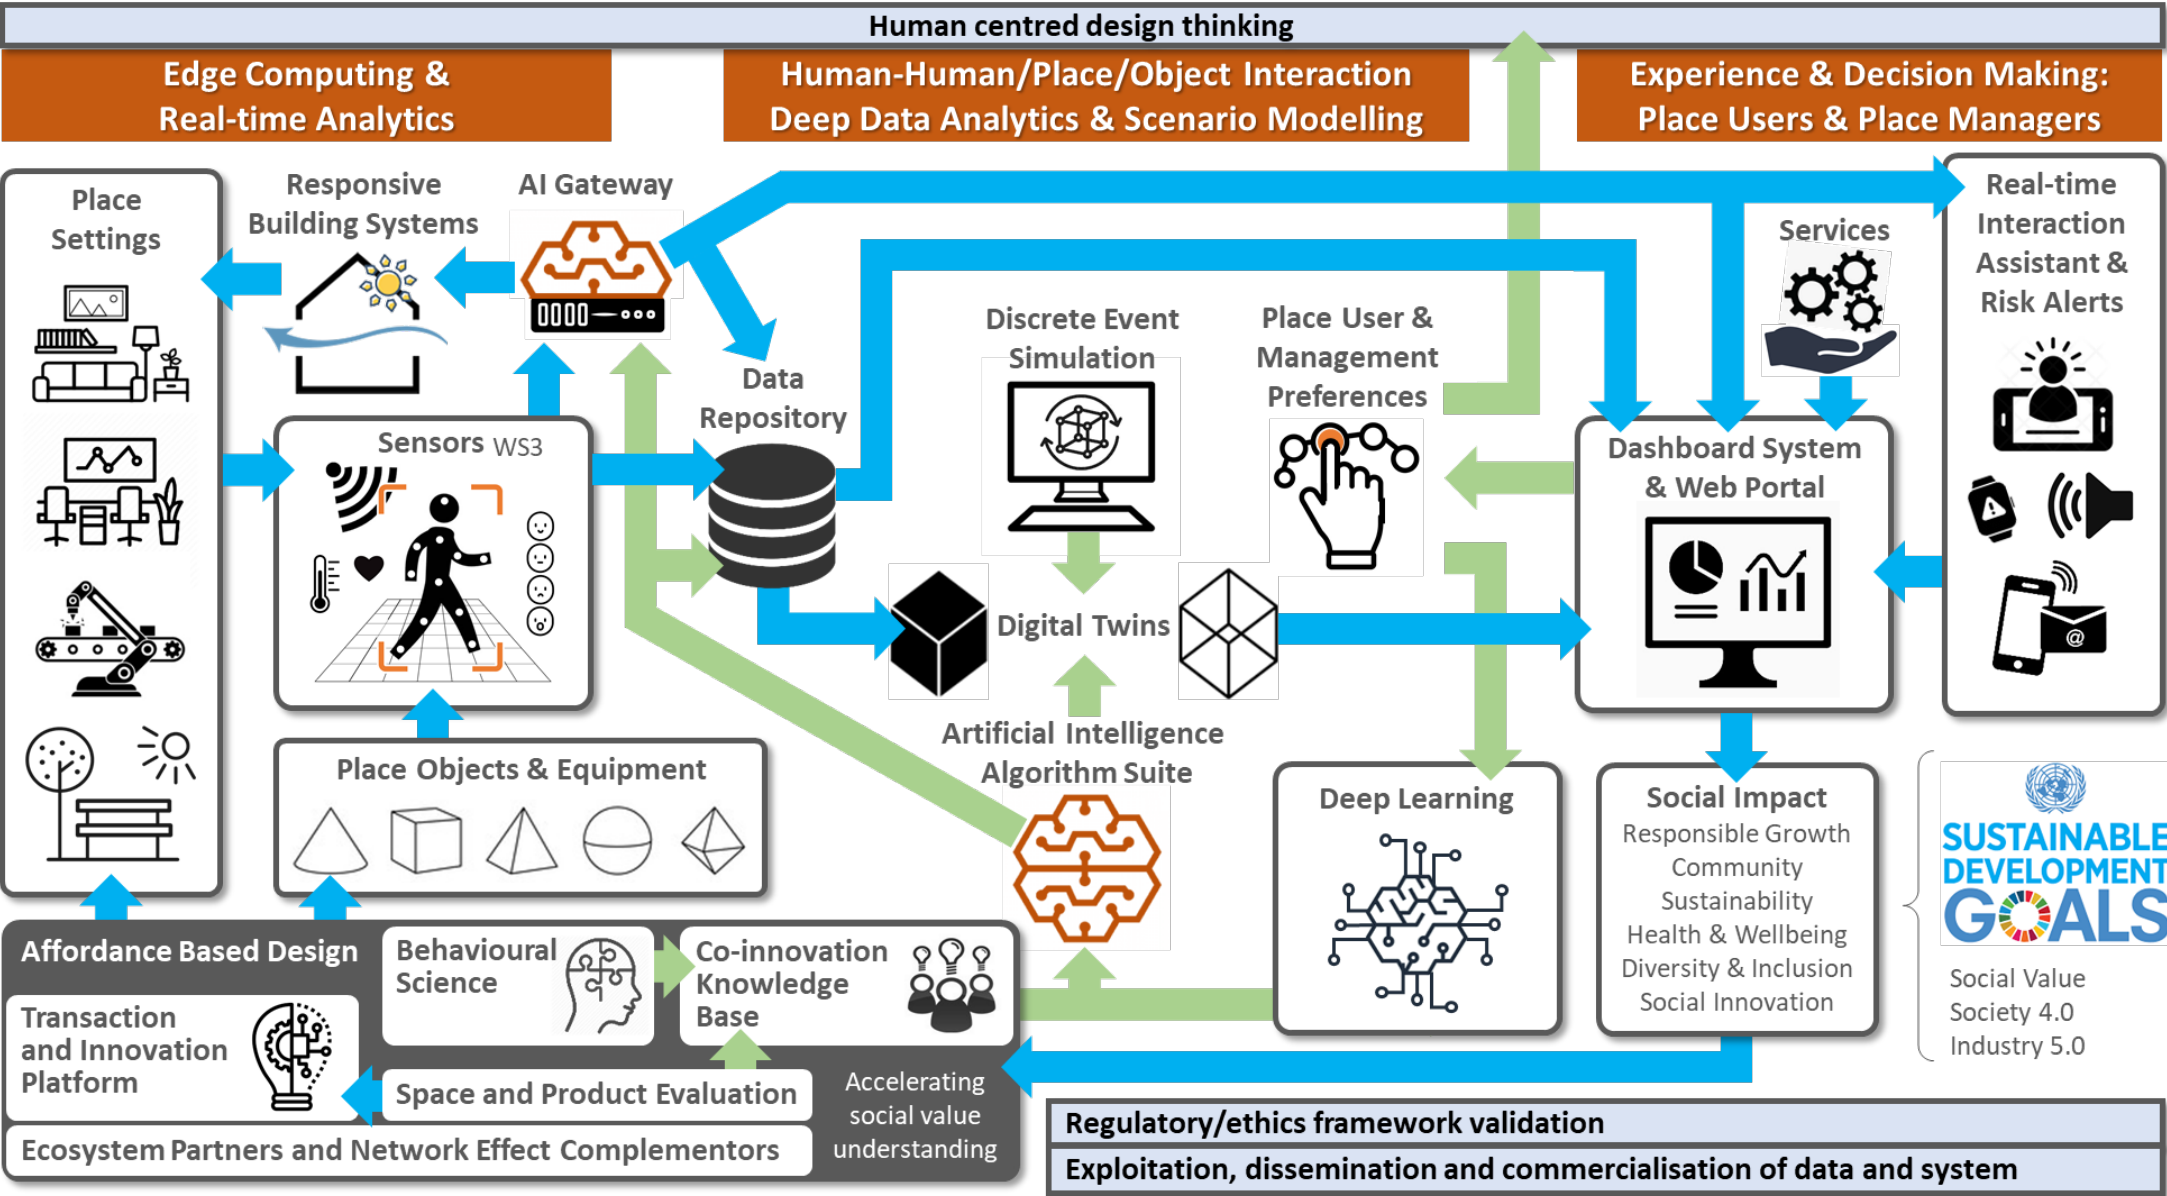 Human centred design thinking
Edge Computing &
Real-time Analytics
Human-Human/Place/Object Interaction
Deep Data Analytics & Scenario Modelling
Experience & Decision Making:
Place Users & Place Managers
Place
Settings
Responsive
Building Systems
AI Gateway
Services
Real-time
Interaction
Assistant &
Risk Alerts
Discrete Event
Simulation
Place User &
Management
Preferences
Data
Repository
Sensors WS3
Dashboard System
& Web Portal
@
Digital Twins
Artificial Intelligence
Algorithm Suite
Place Objects & Equipment
Deep Learning
Social Impact
Responsible Growth
Community
Sustainability
Health & Wellbeing
Diversity & Inclusion
Social Innovation
SUSTAINABLE
DEVELOPMENT
GOALS
Social Value
Society 4.0
Industry 5.0
Affordance Based Design
Behavioural
Science
Co-innovation
Knowledge
Base
Transaction
and Innovation
Platform
Space and Product Evaluation
Ecosystem Partners and Network Effect Complementors
Accelerating
social value
understanding
Regulatory/ethics framework validation
Exploitation, dissemination and commercialisation of data and system